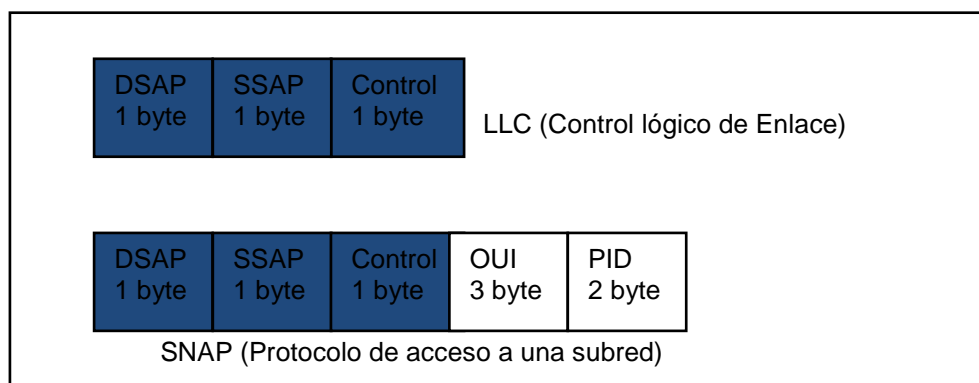 DSAP SSAP Control
1 byte 1 byte 1 byte
LLC (Control lógico de Enlace)
DSAP SSAP Control OUI PID
1 byte 1 byte 1 byte 3 byte 2 byte
SNAP (Protocolo de acceso a una subred)